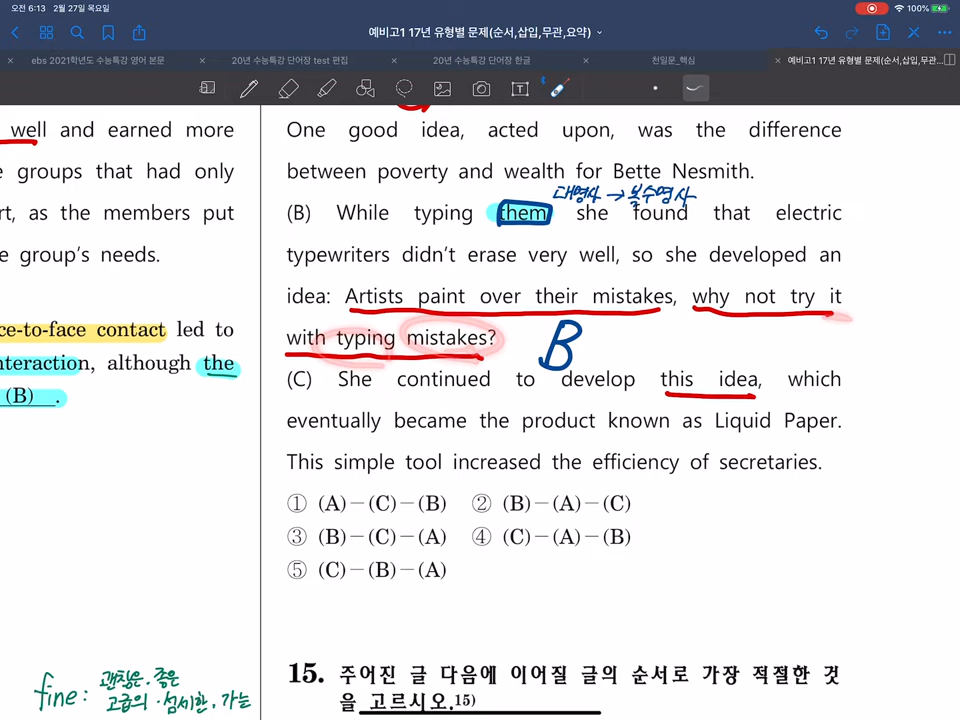 오전 6:13 2월 27일 목요일
100%
예비고1 17년 유형별 문제(순서,삽입,무관,요약)
ebs 2021학년도 수능특강 영어 본문
20년 수능특강 단어장 test 편집
20년 수능특강 단어장 한글
천일문_핵심
예비고1 17년 유형별 문제(순서,삽입,무관...
well and earned more
e groups that had only
rt, as the members put
e group's needs.
ce-to-face contact led to
nteraction, although the
(B) .
fine: 괜찮은. 좋은
고급의 · 섬세한, 가는
One good idea, acted upon, was the difference
between poverty and wealth for Bette Nesmith.
대명사 → 복수명사
(B) While typing them she found that electric
typewriters didn't erase very well, so she developed an
idea: Artists paint over their mistakes, why not try it
with typing mistakes?
B
(C) She continued to develop this idea, which
eventually became the product known as Liquid Paper.
This simple tool increased the efficiency of secretaries.
① (A)－(C)－(B) ② (B)－(A)－(C)
③ (B)－(C)－(A) ④ (C)－(A)－(B)
⑤ (C)－(B)－(A)
15. 주어진 글 다음에 이어질 글의 순서로 가장 적절한 것
을 고르시오.15)